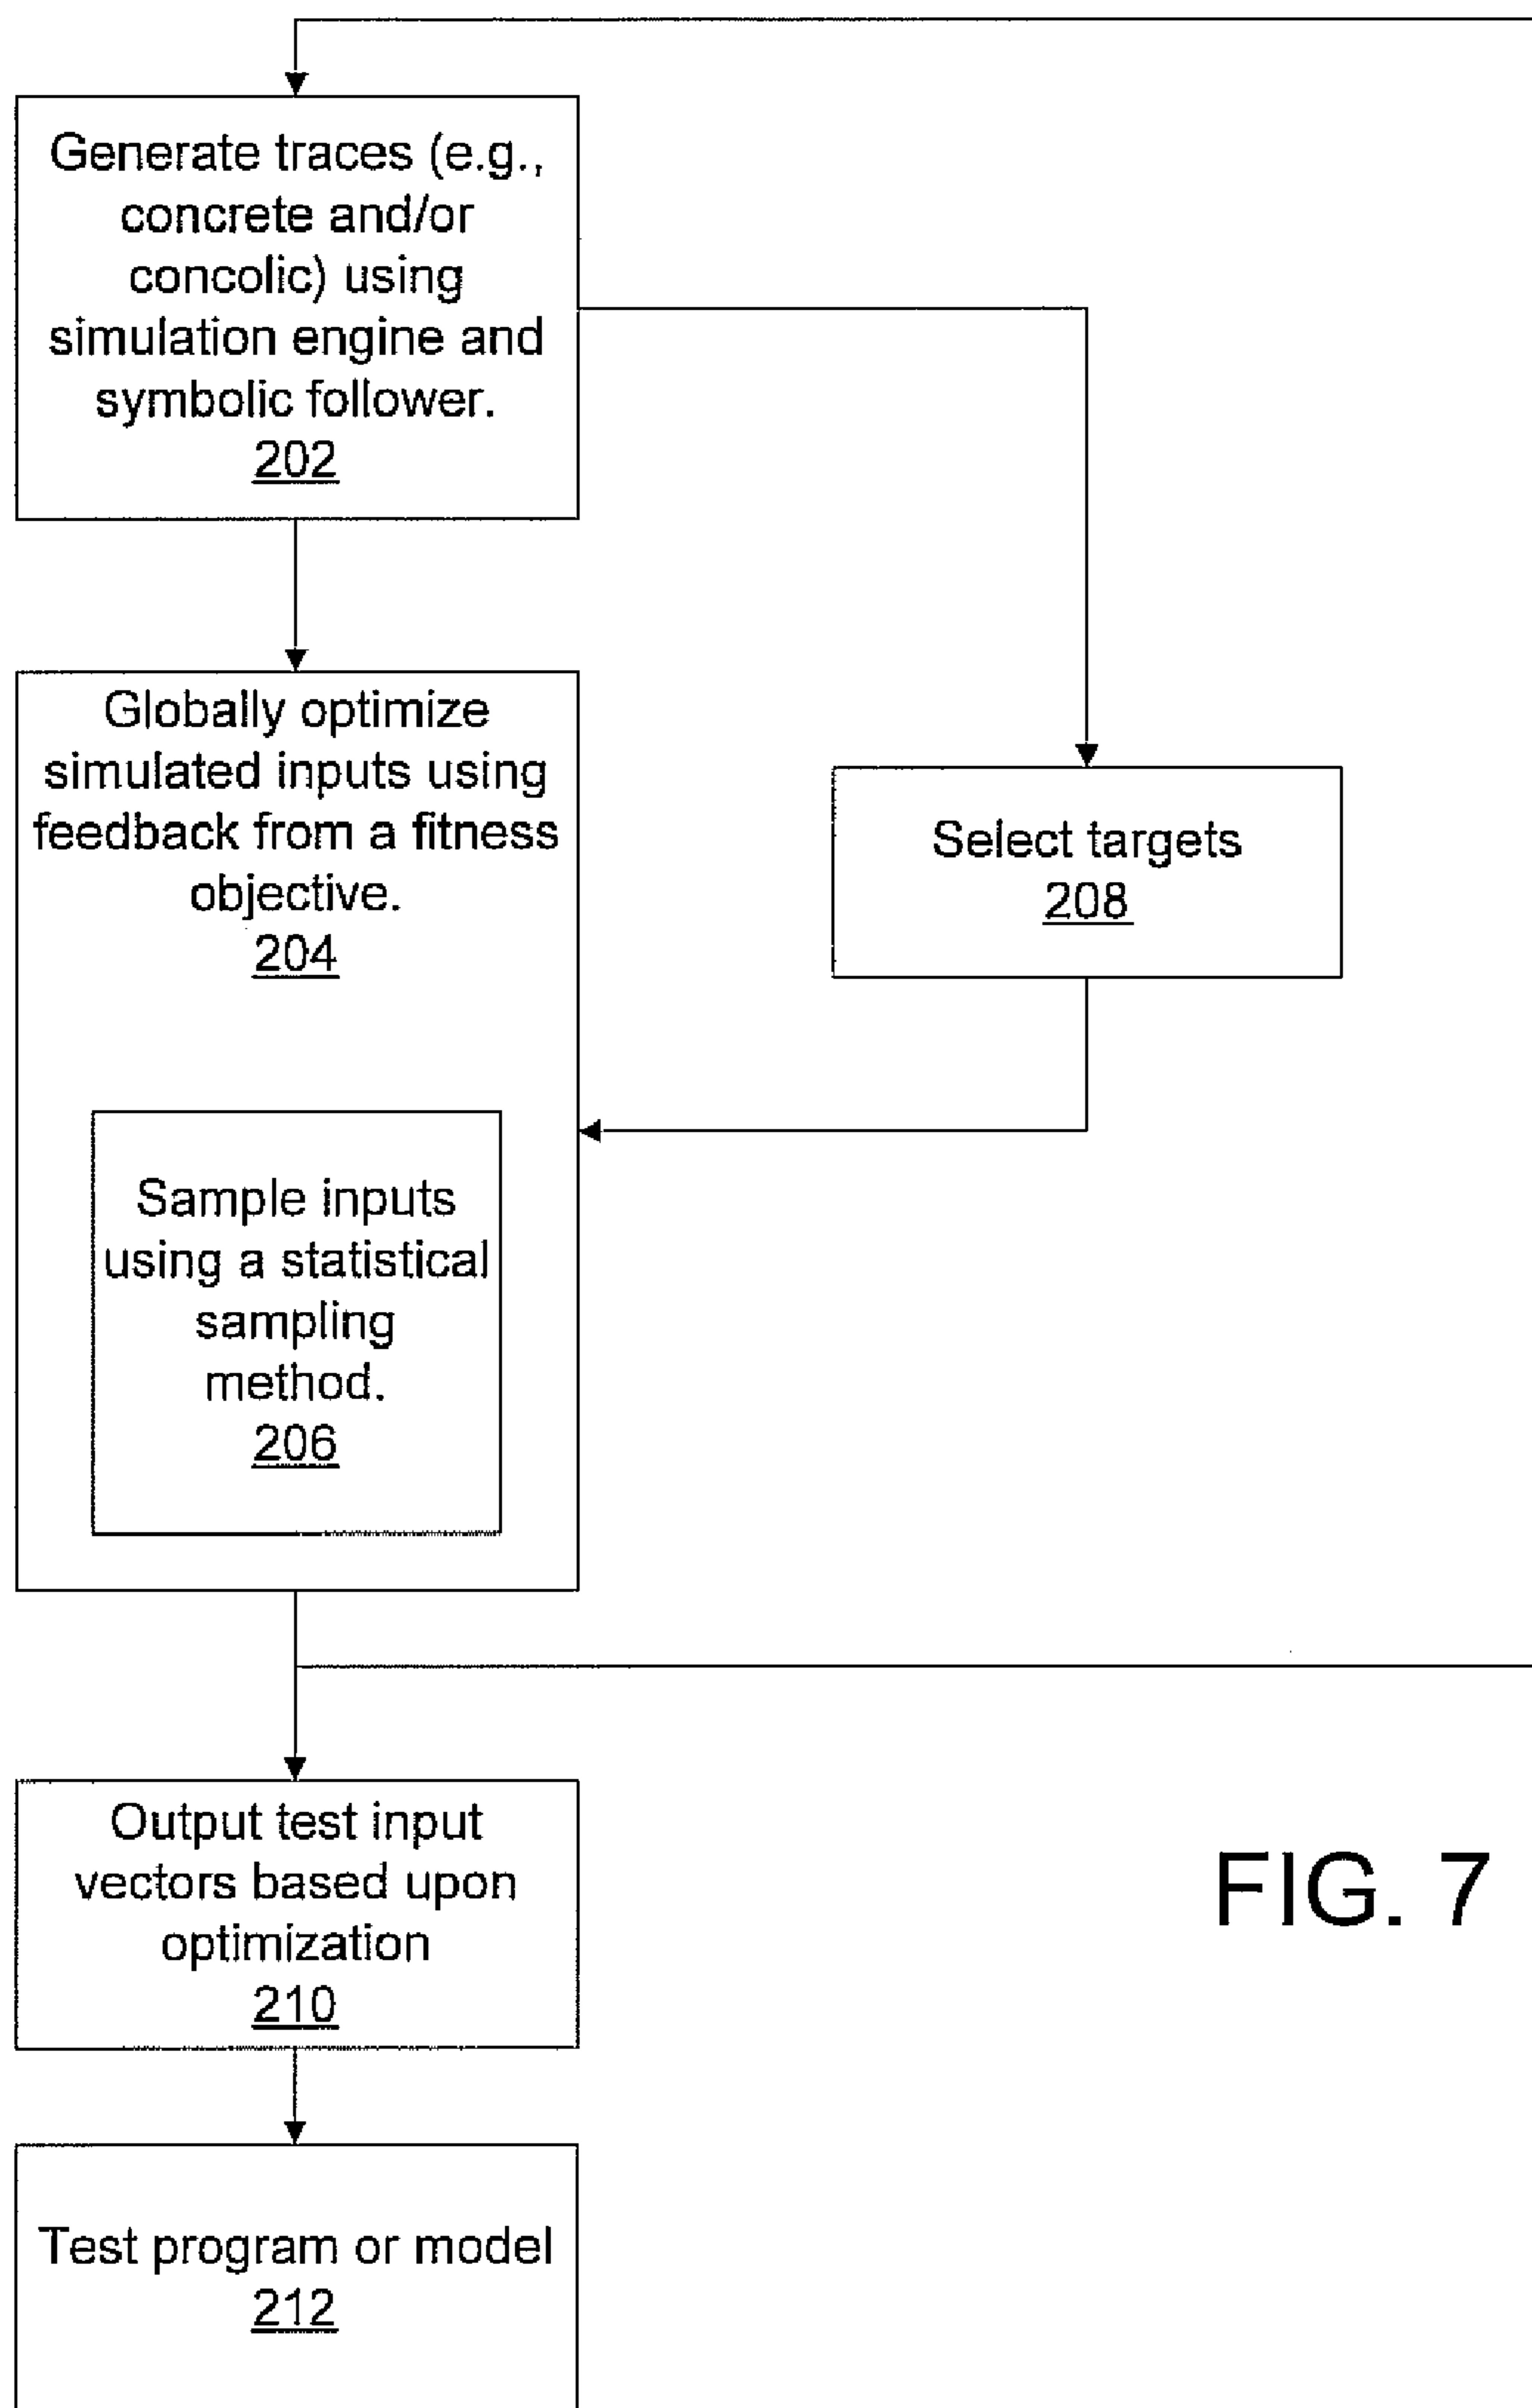 Generate traces (e.g.,
concrete and/or
concolic) using
simulation engine and
symbolic follower.
202
Globally optimize
simulated inputs using
feedback from a fitness
objective.
204
Select targets
208
Sample inputs
using a statistical
sampling
method.
206
Output test input
vectors based upon
optimization
210
FIG. 7
Test program or model
212